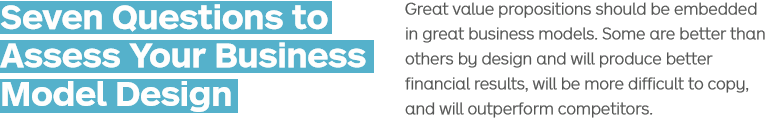 Seven Questions to
Assess Your Business
Model Design
Great value propositions should be embedded
in great business models. Some are better than
others by design and will produce better
financial results, will be more difficult to copy,
and will outperform competitors.